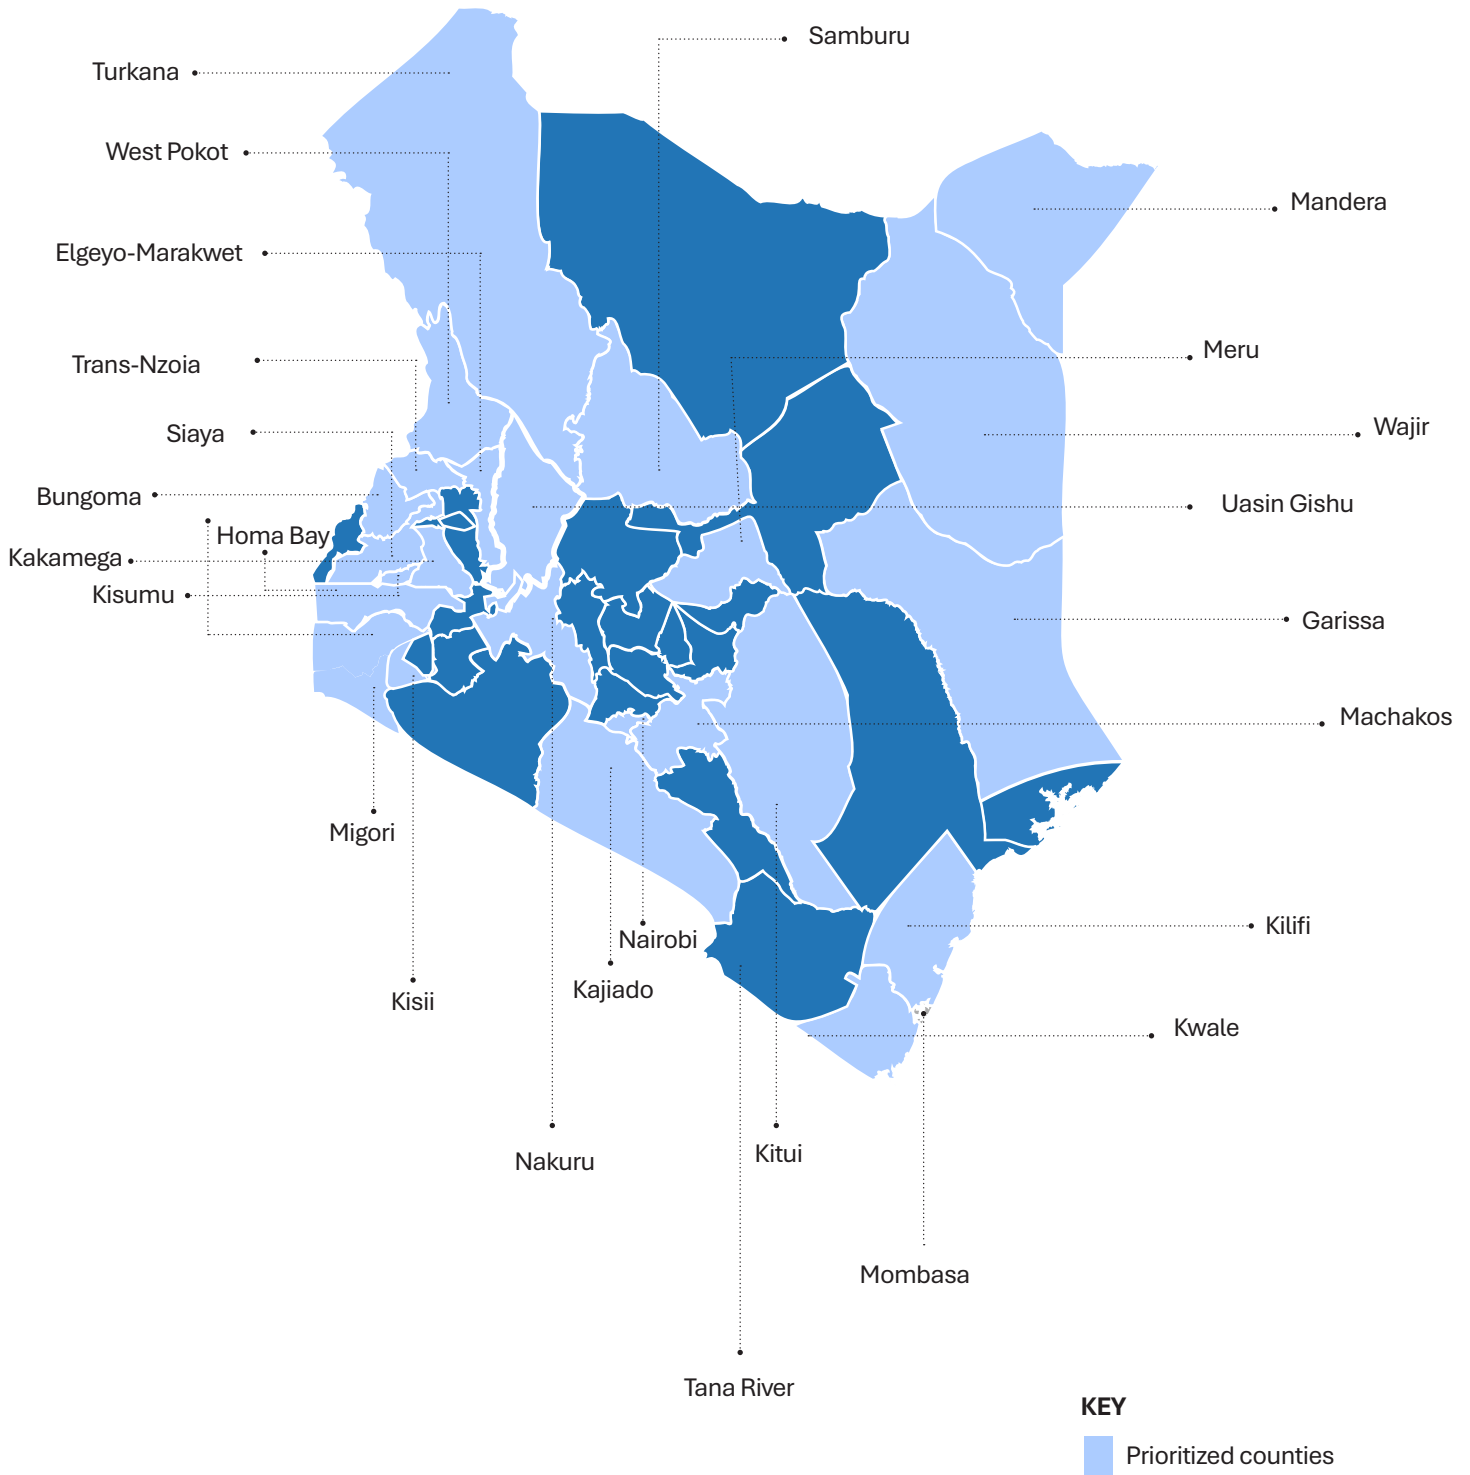 Samburu
Turkana
West Pokot
Mandera
Elgeyo-Marakwet
Meru
Trans-Nzoia
Wajir
Siaya
Bungoma
Uasin Gishu
Homa Bay
Kakamega
Kisumu
Garissa
Machakos
Migori
Kilifi
Nairobi
Kajiado
Kisii
Kwale
Kitui
Nakuru
Mombasa
Tana River
KEY
Prioritized counties